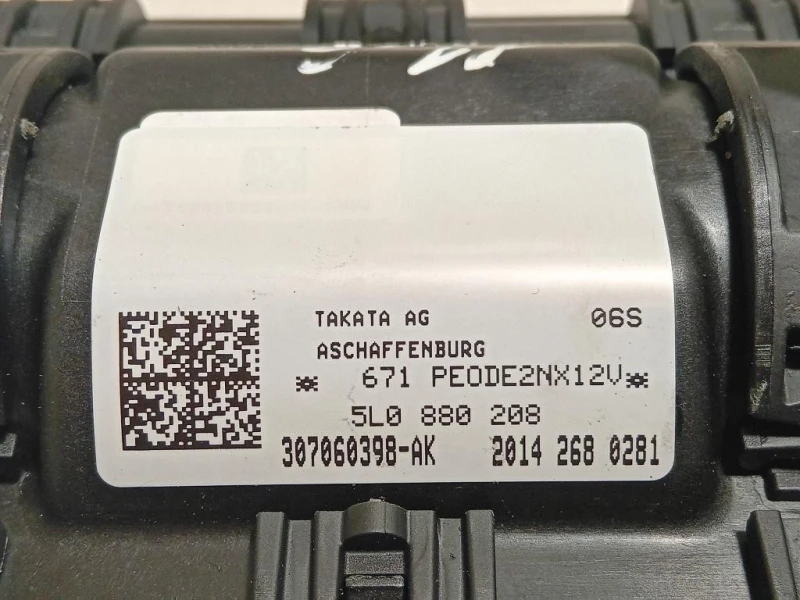 TAKATA AG 06S
ASCHAFFENBURG
* 671 PEODE2NX12V *
5L0 880 208
307060398-AK 2014 268 0281